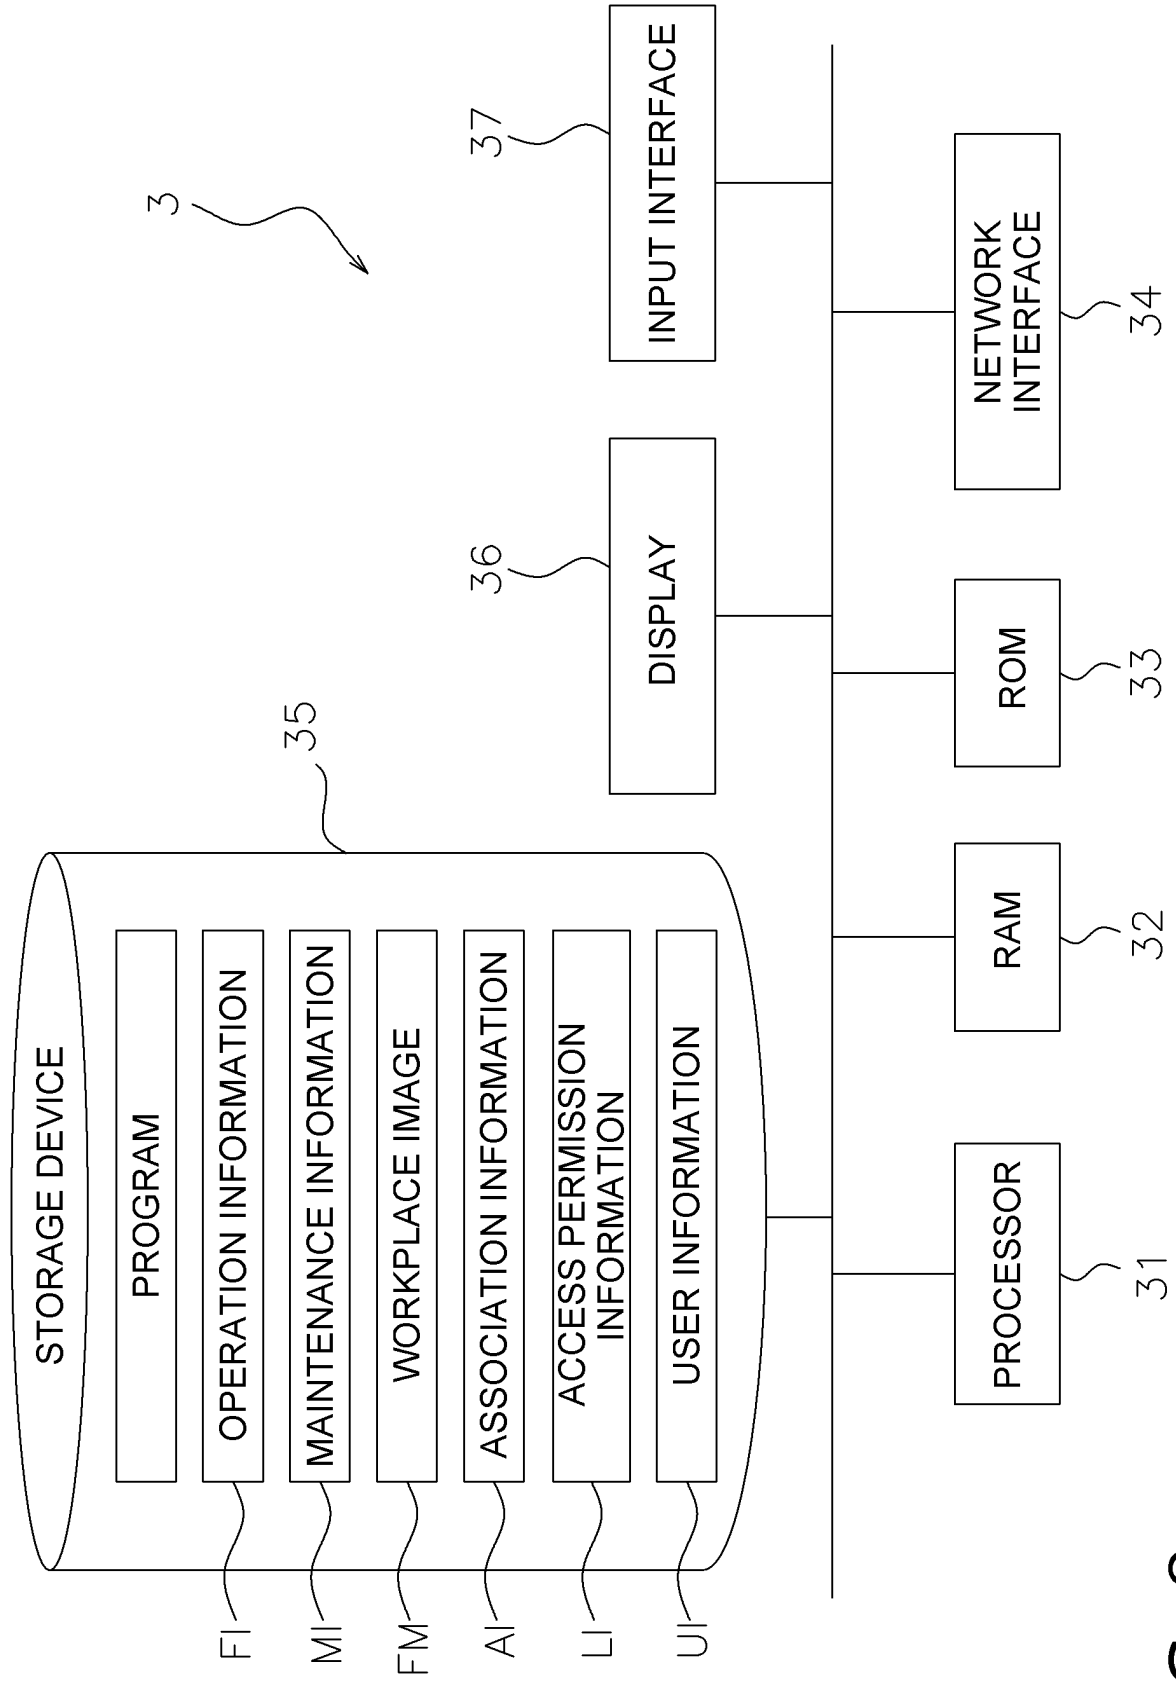 3
STORAGE DEVICE
35
PROGRAM
FI
OPERATION INFORMATION
MI
MAINTENANCE INFORMATION
FM
WORKPLACE IMAGE
AI
ASSOCIATION INFORMATION
LI
ACCESS PERMISSION
INFORMATION
UI
USER INFORMATION
36
DISPLAY
37
INPUT INTERFACE
PROCESSOR
31
RAM
32
ROM
33
NETWORK
INTERFACE
34